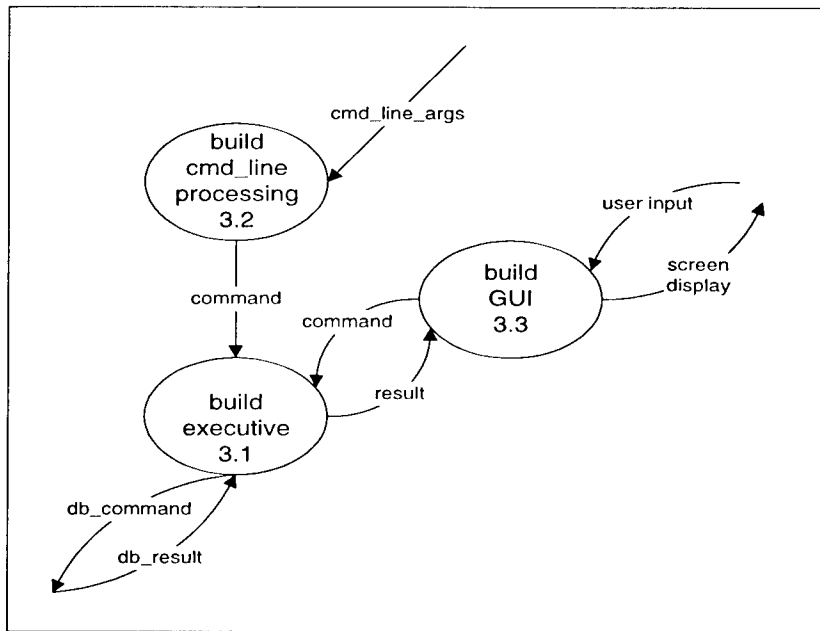 cmd_line_args
build
cmd_line
processing
3.2
user input
screen
display
build
GUI
3.3
command
command
result
build
executive
3.1
db_command
db_result